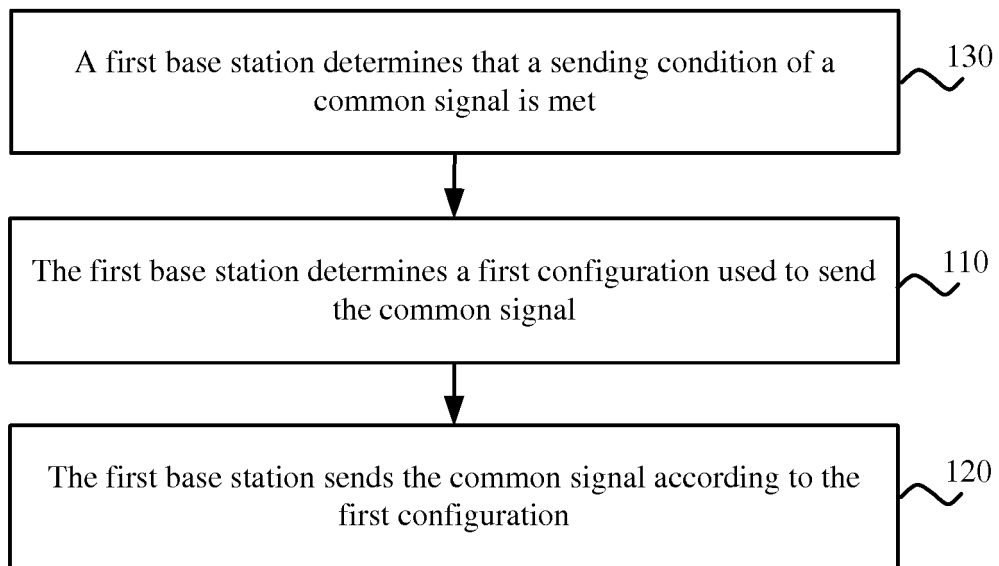 A first base station determines that a sending condition of a
common signal is met
130
The first base station determines a first configuration used to send
the common signal
110
The first base station sends the common signal according to the
first configuration
120